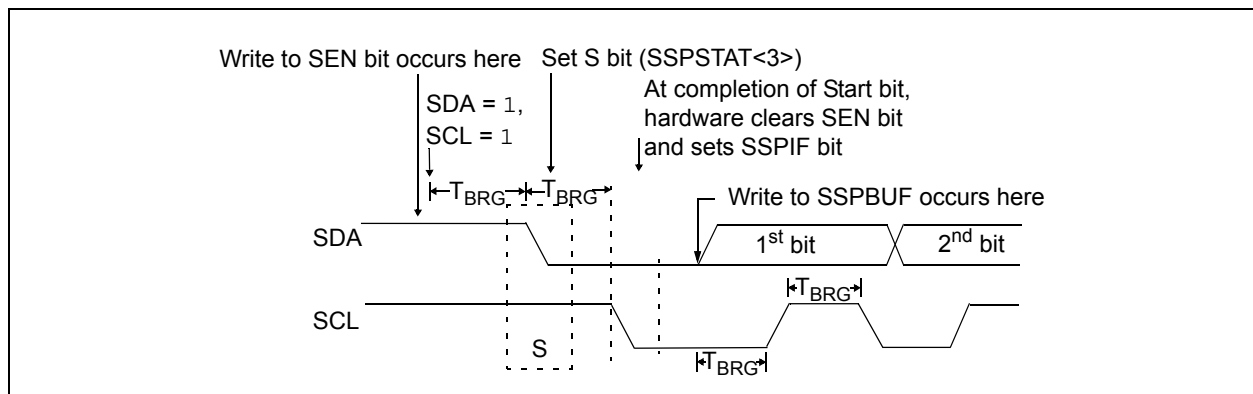 Write to SEN bit occurs here
Set S bit (SSPSTAT<3>)
SDA = 1,
SCL = 1
At completion of Start bit,
hardware clears SEN bit
and sets SSPIF bit
TBRG
TBRG
Write to SSPBUF occurs here
SDA
1st bit
2nd bit
TBRG
SCL
S
TBRG